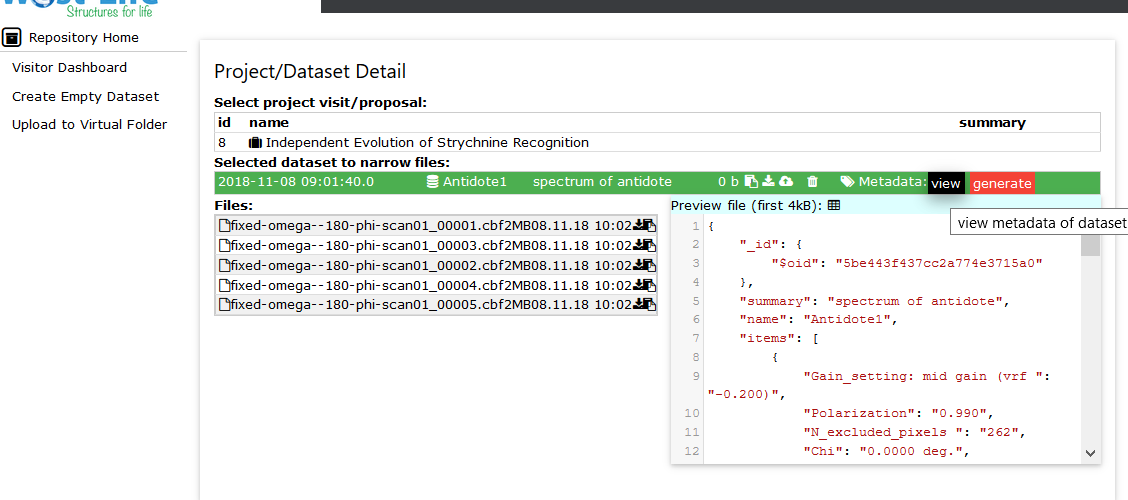 West-Life
Structures for life
Repository Home
Visitor Dashboard
Create Empty Dataset
Upload to Virtual Folder
Project/Dataset Detail
Select project visit/proposal:
id name summary
8 Independent Evolution of Strychnine Recognition
Selected dataset to narrow files:
2018-11-08 09:01:40.0 Antidote1 spectrum of antidote 0 b Metadata: view generate
view metadata of dataset
Files:
fixed-omega--180-phi-scan01_00001.cbf2MB08.11.18 10:02
fixed-omega--180-phi-scan01_00003.cbf2MB08.11.18 10:02
fixed-omega--180-phi-scan01_00002.cbf2MB08.11.18 10:02
fixed-omega--180-phi-scan01_00004.cbf2MB08.11.18 10:02
fixed-omega--180-phi-scan01_00005.cbf2MB08.11.18 10:02
Preview file (first 4kB):
1 {
2 "_id": {
3 "$oid": "5be443f437cc2a774e3715a0"
4 },
5 "summary": "spectrum of antidote",
6 "name": "Antidote1",
7 "items": [
8 {
9 "Gain_setting: mid gain (vrf ":
"-0.200)",
10 "Polarization": "0.990",
11 "N_excluded_pixels ": "262",
12 "Chi": "0.0000 deg.",